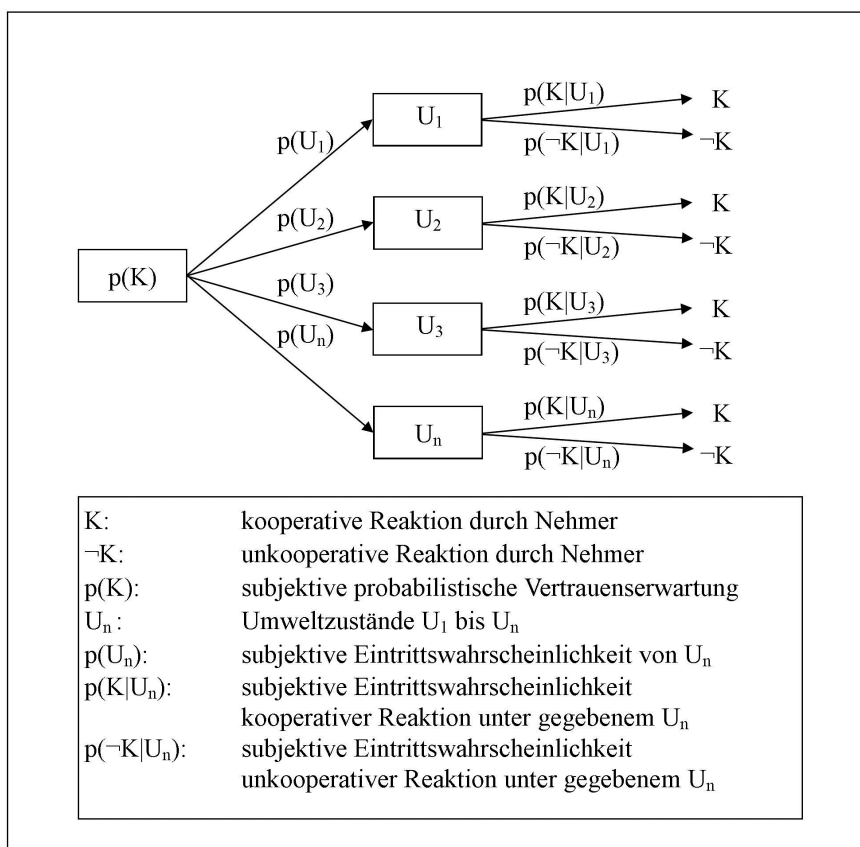 p(K)
p(U₁)
p(U₂)
p(U₃)
p(Uₙ)
U₁
p(K|U₁)
K
p(¬K|U₁)
¬K
U₂
p(K|U₂)
K
p(¬K|U₂)
¬K
U₃
p(K|U₃)
K
p(¬K|U₃)
¬K
Uₙ
p(K|Uₙ)
K
p(¬K|Uₙ)
¬K
K: kooperative Reaktion durch Nehmer
¬K: unkooperative Reaktion durch Nehmer
p(K): subjektive probabilistische Vertrauenserwartung
Uₙ: Umweltzustände U₁ bis Uₙ
p(Uₙ): subjektive Eintrittswahrscheinlichkeit von Uₙ
p(K|Uₙ): subjektive Eintrittswahrscheinlichkeit
kooperativer Reaktion unter gegebenem Uₙ
p(¬K|Uₙ): subjektive Eintrittswahrscheinlichkeit
unkooperativer Reaktion unter gegebenem Uₙ